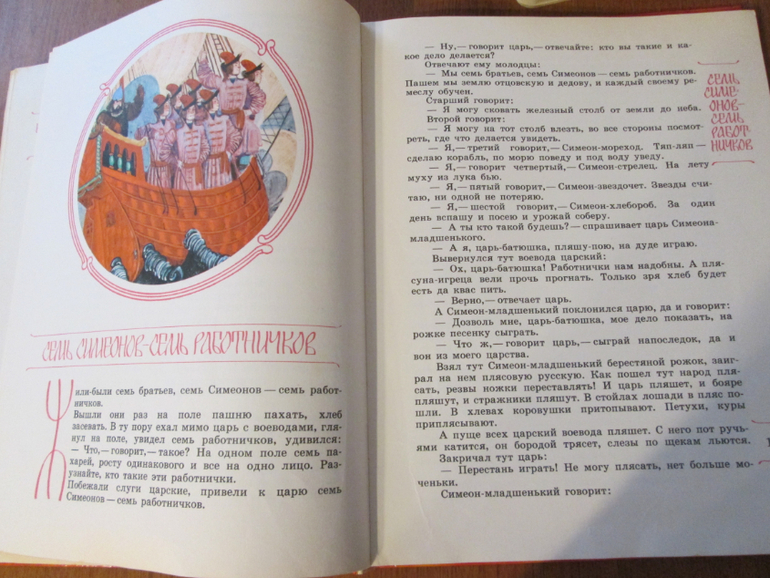 СЕМЬ СИМЕОНОВ-СЕМЬ РАБОТНИЧКОВ
Жили-были семь братьев, семь Симеонов — семь работ-
ничков.
Вышли они раз на поле пашню пахать, хлеб
засевать. В ту пору ехал мимо царь с воеводами, гля-
нул на поле, увидел семь работничков, удивился:
— Что,— говорит,— такое? На одном поле семь па-
харей, росту одинакового и все на одно лицо. Раз-
узнайте, кто такие эти работнички.
Побежали слуги царские, привели к царю семь
Симеонов — семь работничков.
— Ну,— говорит царь,— отвечайте: кто вы такие и ка-
кое дело делаете?
Отвечают ему молодцы:
— Мы семь братьев, семь Симеонов — семь работничков.
Пашем мы землю отцовскую и дедову, и каждый своему ре-
меслу обучен.
Старший говорит:
— Я могу сковать железный столб от земли до неба.
Второй говорит:
— Я могу на тот столб влезть, во все стороны посмот-
реть, где что делается увидеть.
— Я,— третий говорит,— Симеон-мореход. Тяп-ляп —
сделаю корабль, по морю поведу и под воду уведу.
— Я,— говорит четвертый,— Симеон-стрелец. На лету
муху из лука бью.
— Я,— пятый говорит,— Симеон-звездочет. Звезды счи-
таю, ни одной не потеряю.
— Я,— шестой говорит,— Симеон-хлебороб. За один
день вспашу и посею и урожай соберу.
— А ты кто такой будешь? — спрашивает царь Симеона-
младшенького.
— А я, царь-батюшка, пляшу-пою, на дуде играю.
Вывернулся тут воевода царский:
— Ох, царь-батюшка! Работнички нам надобны. А пля-
суна-игреца вели прочь прогнать. Только зря хлеб будет
есть да квас пить.
— Верно,— отвечает царь.
А Симеон-младшенький поклонился царю, да и говорит:
— Дозволь мне, царь-батюшка, мое дело показать, на
рожке песенку сыграть.
— Что ж,— говорит царь,— сыграй напоследок, да и
вон из моего царства.
Взял тут Симеон-младшенький берестяной рожок, заиг-
рал на нем плясовую русскую. Как пошел тут народ пля-
сать, резвы ножки переставлять! И царь пляшет, и бояре
пляшут, и стражники пляшут. В стойлах лошади в пляс по-
шли. В хлевах коровушки притопывают. Петухи, куры
приплясывают.
А пуще всех царский воевода пляшет. С него пот ручь-
ями катится, он бородой трясет, слезы по щекам льются.
Закричал тут царь:
— Перестань играть! Не могу плясать, нет больше мо-
ченьки.
Симеон-младшенький говорит:
СЕМЬ
СИМЕ-
ОНОВ-
СЕМЬ
РАБОТ-
НИЧКОВ